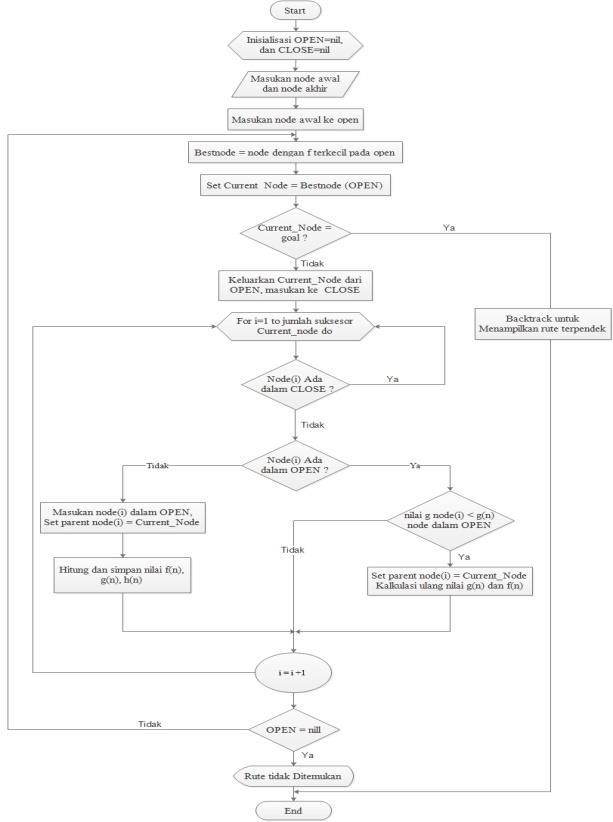 Start
Inisialisasi OPEN=nil,
dan CLOSE=nil
Masukan node awal
dan node akhir
Masukan node awal ke open
Bestnode = node dengan f terkecil pada open
Set Current Node = Bestnode (OPEN)
Current_Node =
goal ?
Ya
Tidak
Keluarkan Current_Node dari
OPEN, masukan ke CLOSE
Backtrack untuk
Menampilkan rute terpendek
For i=1 to jumlah suksesor
Current_node do
Node(i) Ada
dalam CLOSE ?
Ya
Tidak
Node(i) Ada
dalam OPEN ?
Tidak
Ya
Masukan node(i) dalam OPEN,
Set parent node(i) = Current_Node
nilai g node(i) < g(n)
node dalam OPEN
Tidak
Ya
Hitung dan simpan nilai f(n),
g(n), h(n)
Set parent node(i) = Current_Node
Kalkulasi ulang nilai g(n) dan f(n)
i = i +1
Tidak
OPEN = nill
Ya
Rute tidak Ditemukan
End